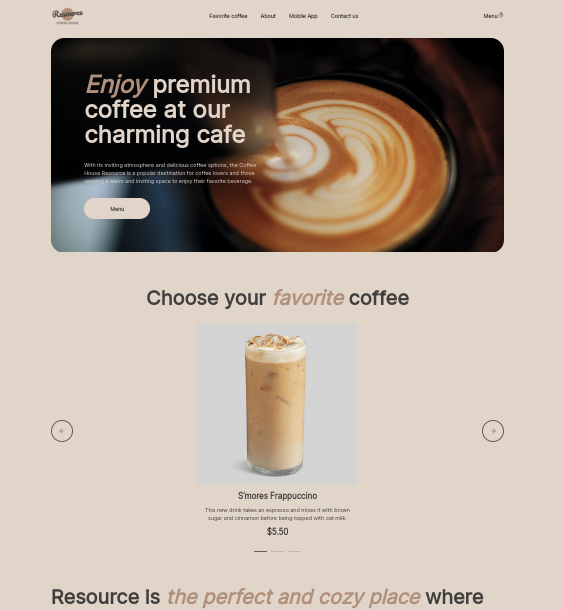 Resource
COFFEE HOUSE
Favorite coffee About Mobile App Contact us
Menu
Enjoy premium
coffee at our
charming cafe
With its inviting atmosphere and delicious coffee options, the Coffee
House Resource is a popular destination for coffee lovers and those
seeking a warm and inviting space to enjoy their favorite beverage.
Menu
Choose your favorite coffee
S'mores Frappuccino
This new drink takes an espresso and mixes it with brown
sugar and cinnamon before being topped with oat milk.
$5.50
Resource is the perfect and cozy place where